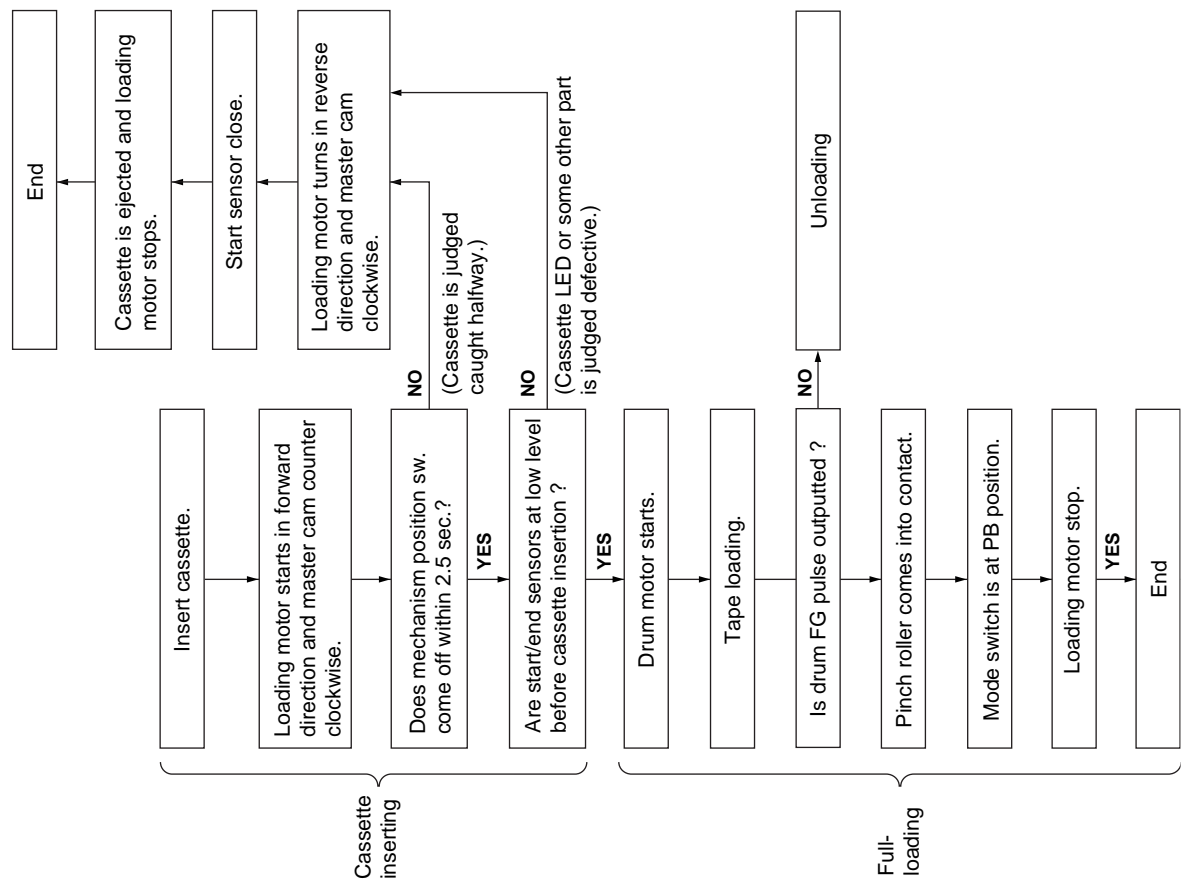 Cassette
inserting
Insert cassette.
Loading motor starts in forward
direction and master cam counter
clockwise.
Does mechanism position sw.
come off within 2.5 sec.?
NO
(Cassette is judged
caught halfway.)
YES
Are start/end sensors at low level
before cassette insertion ?
NO
(Cassette LED or some other part
is judged defective.)
YES
End
Cassette is ejected and loading
motor stops.
Start sensor close.
Loading motor turns in reverse
direction and master cam
clockwise.
Full-
loading
Drum motor starts.
Tape loading.
Is drum FG pulse outputted ?
NO
Unloading
Pinch roller comes into contact.
Mode switch is at PB position.
Loading motor stop.
YES
End